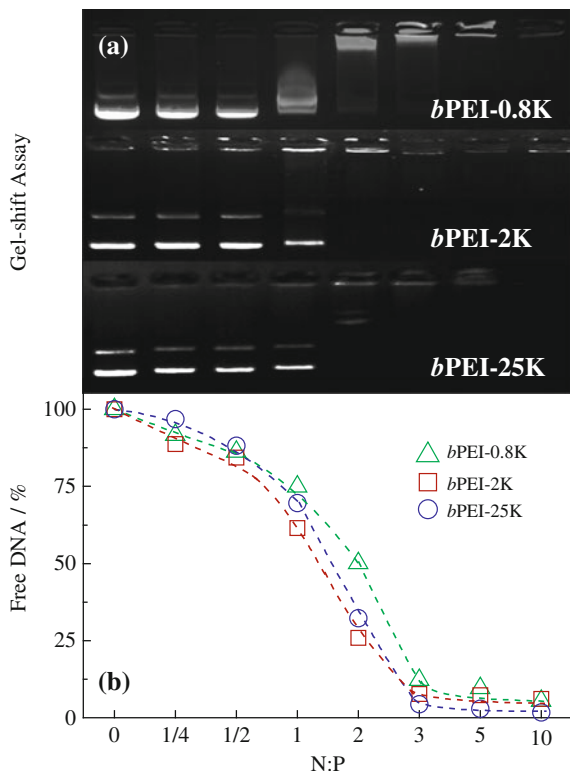 (a)
bPEI-0.8K
Gel-shift Assay
bPEI-2K
bPEI-25K
100
75
50
25
0
Free DNA / %
bPEI-0.8K
bPEI-2K
bPEI-25K
(b)
0 1/4 1/2 1 2 3 5 10
N:P